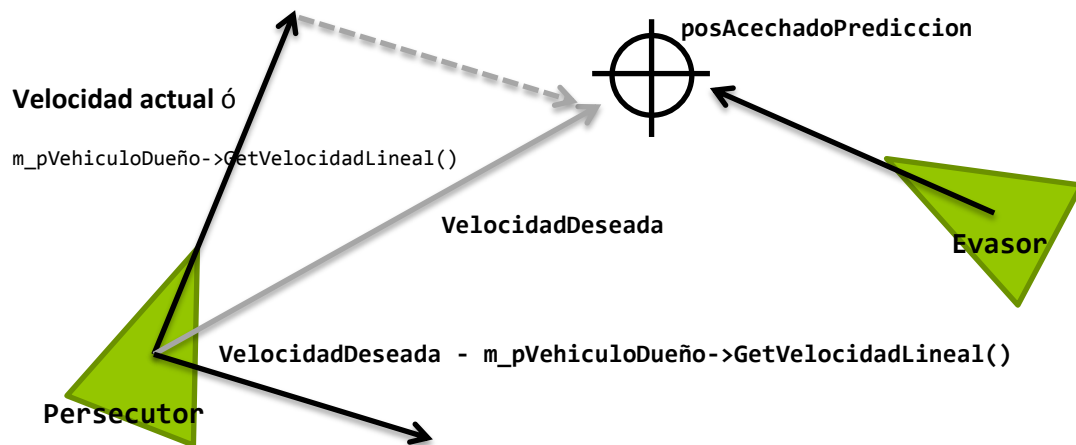 posAcechadoPrediccion
Velocidad actual ó
m_pVehiculoDueño->GetVelocidadLineal()
VelocidadDeseada
Evasor
VelocidadDeseada - m_pVehiculoDueño->GetVelocidadLineal()
Persecutor